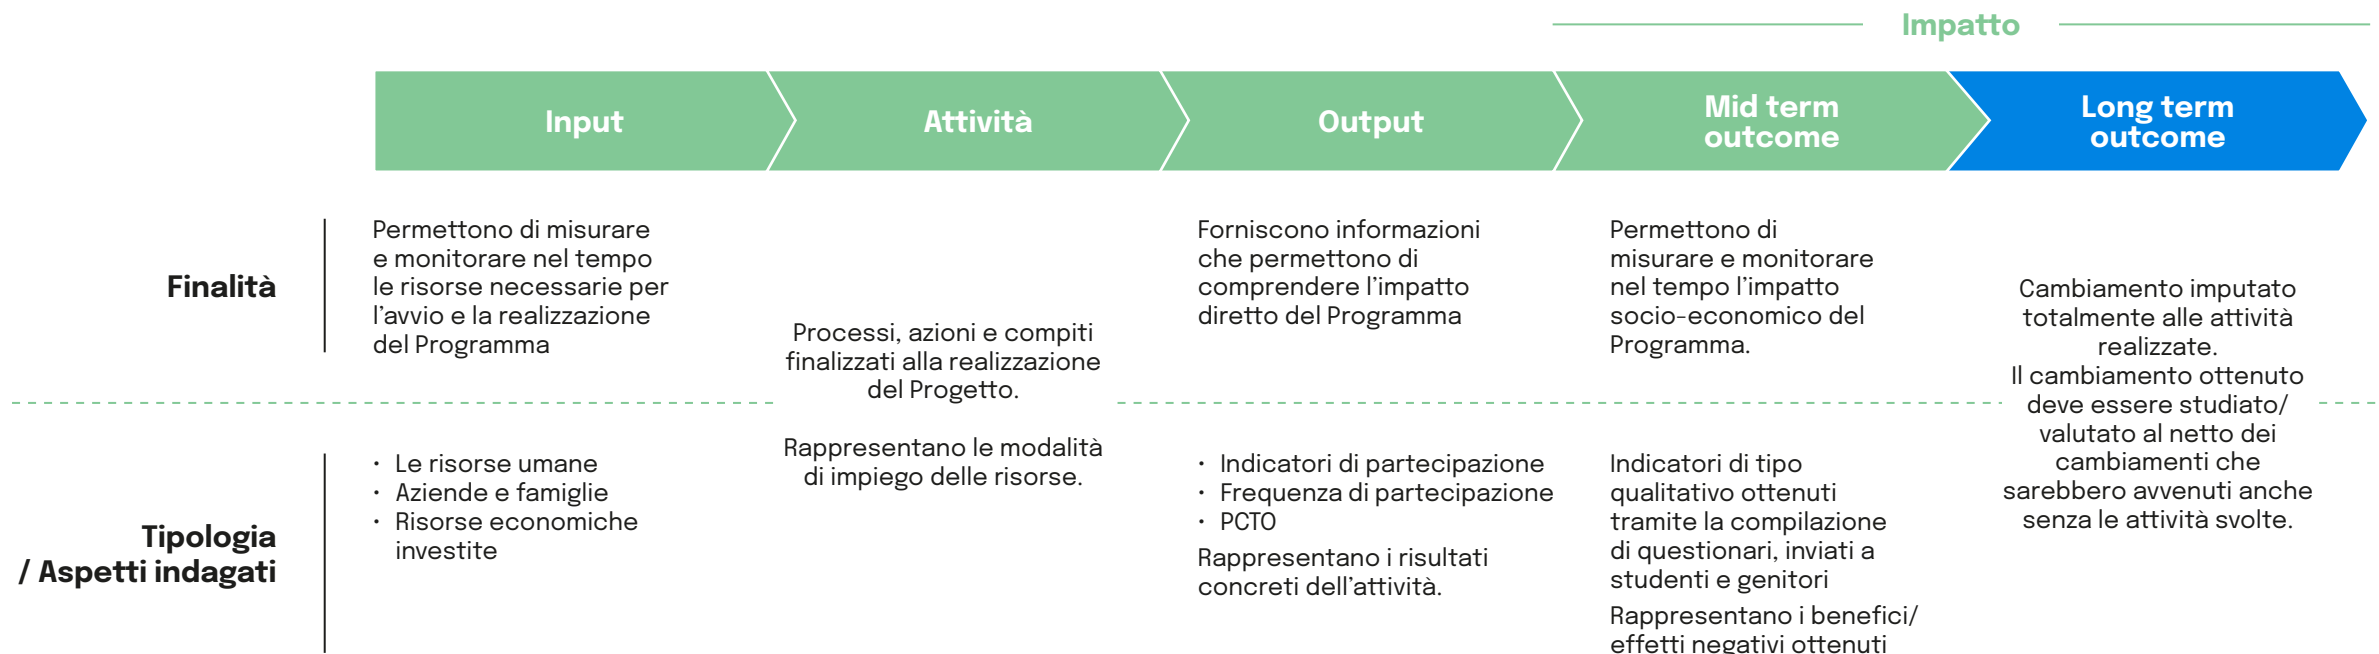 Impatto
Input
Attività
Output
Mid term
outcome
Long term
outcome
Finalità
Permettono di misurare
e monitorare nel tempo
le risorse necessarie per
l’avvio e la realizzazione
del Programma
Processi, azioni e compiti
finalizzati alla realizzazione
del Progetto.
Rappresentano le modalità
di impiego delle risorse.
Forniscono informazioni
che permettono di
comprendere l’impatto
diretto del Programma
Permettono di
misurare e monitorare
nel tempo l’impatto
socio-economico del
Programma.
Cambiamento imputato
totalmente alle attività
realizzate.
Il cambiamento ottenuto
deve essere studiato/
valutato al netto dei
cambiamenti che
sarebbero avvenuti anche
senza le attività svolte.
Tipologia
/ Aspetti indagati
• Le risorse umane
• Aziende e famiglie
• Risorse economiche
investite
• Indicatori di partecipazione
• Frequenza di partecipazione
• PCTO
Rappresentano i risultati
concreti dell’attività.
Indicatori di tipo
qualitativo ottenuti
tramite la compilazione
di questionari, inviati a
studenti e genitori
Rappresentano i benefici/
effetti negativi ottenuti